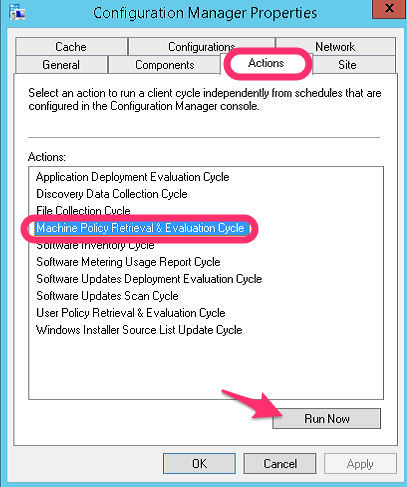 Configuration Manager Properties
x
Cache
Configurations
Network
General
Components
Actions
Site
Select an action to run a client cycle independently from schedules that are
configured in the Configuration Manager console.
Actions:
Application Deployment Evaluation Cycle
Discovery Data Collection Cycle
File Collection Cycle
Machine Policy Retrieval & Evaluation Cycle
Software Inventory Cycle
Software Metering Usage Report Cycle
Software Updates Deployment Evaluation Cycle
Software Updates Scan Cycle
User Policy Retrieval & Evaluation Cycle
Windows Installer Source List Update Cycle
Run Now
OK
Cancel
Apply